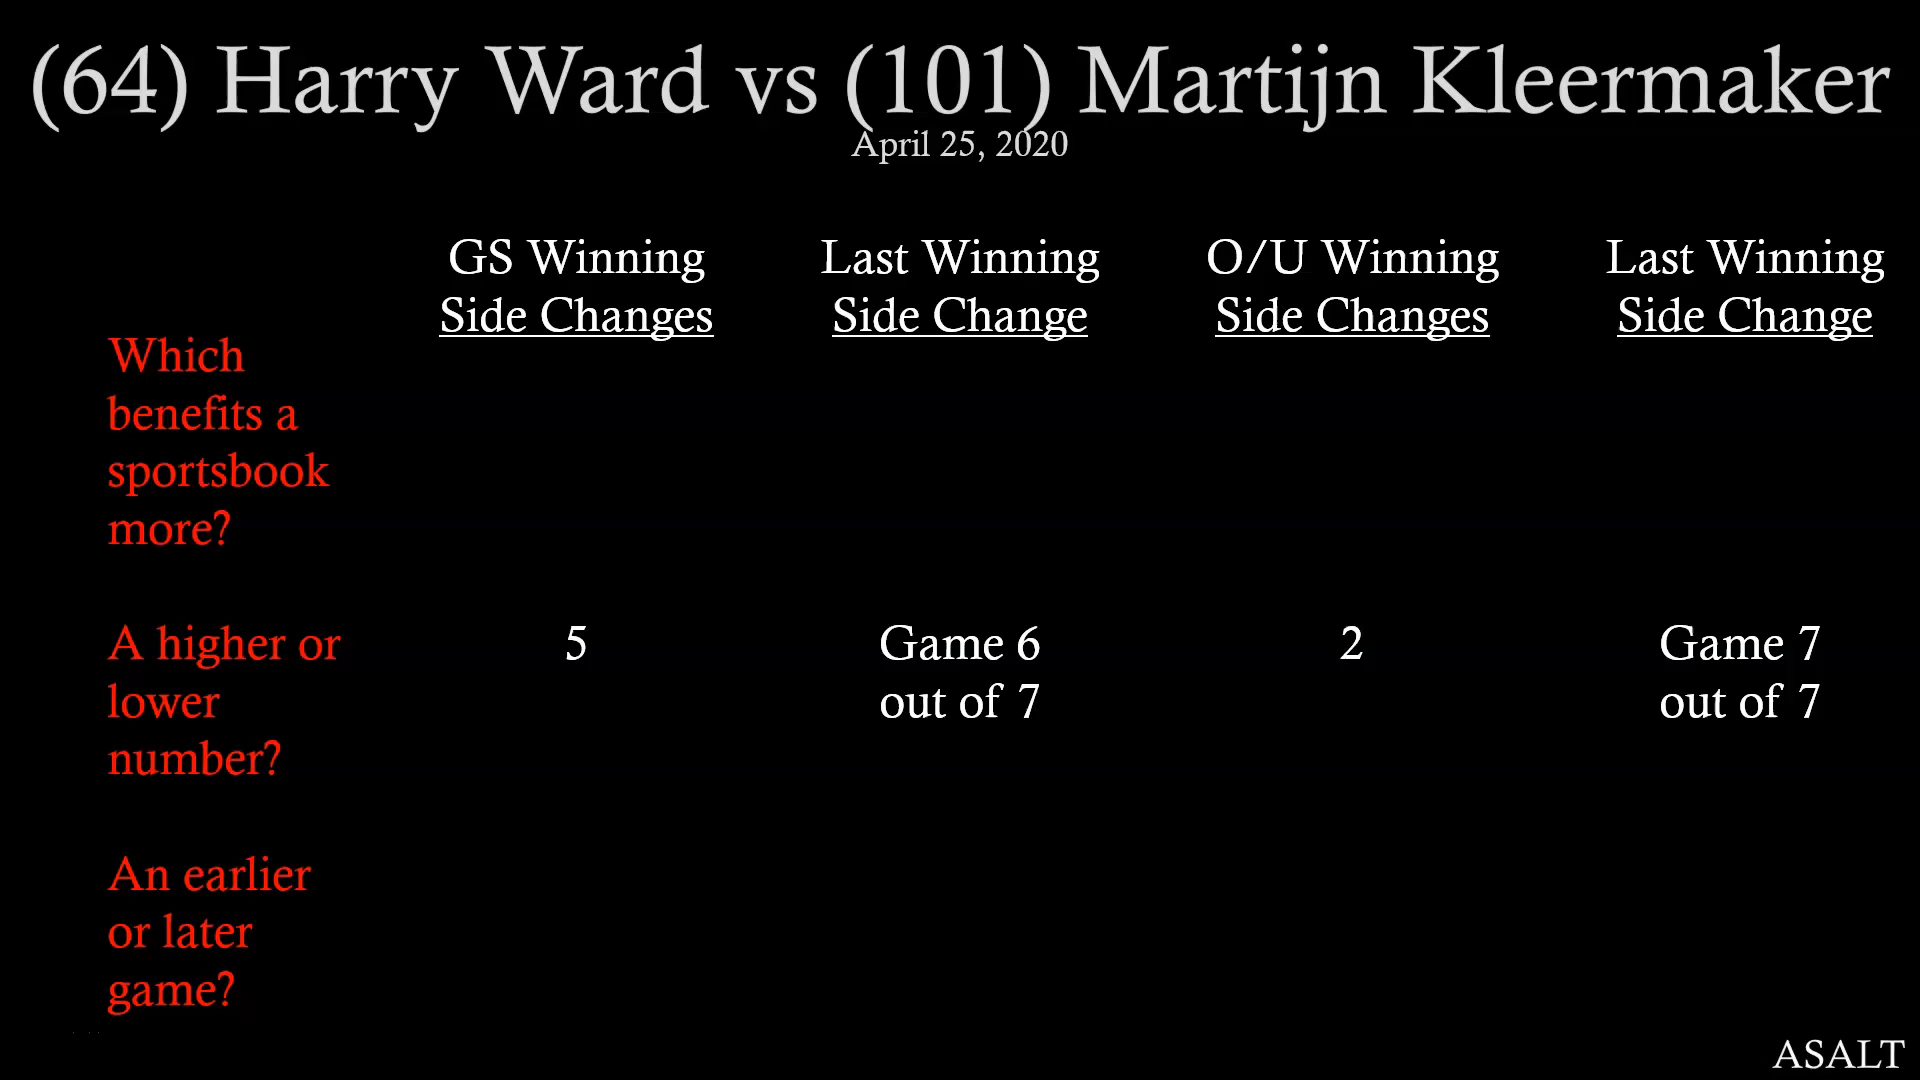 (64) Harry Ward vs (101) Martijn Kleermaker
April 25, 2020
GS Winning Side Changes
Last Winning Side Change
O/U Winning Side Changes
Last Winning Side Change
Which
benefits a
sportsbook
more?
A higher or
lower
number?
5
Game 6
out of 7
2
Game 7
out of 7
An earlier
or later
game?
ASALT